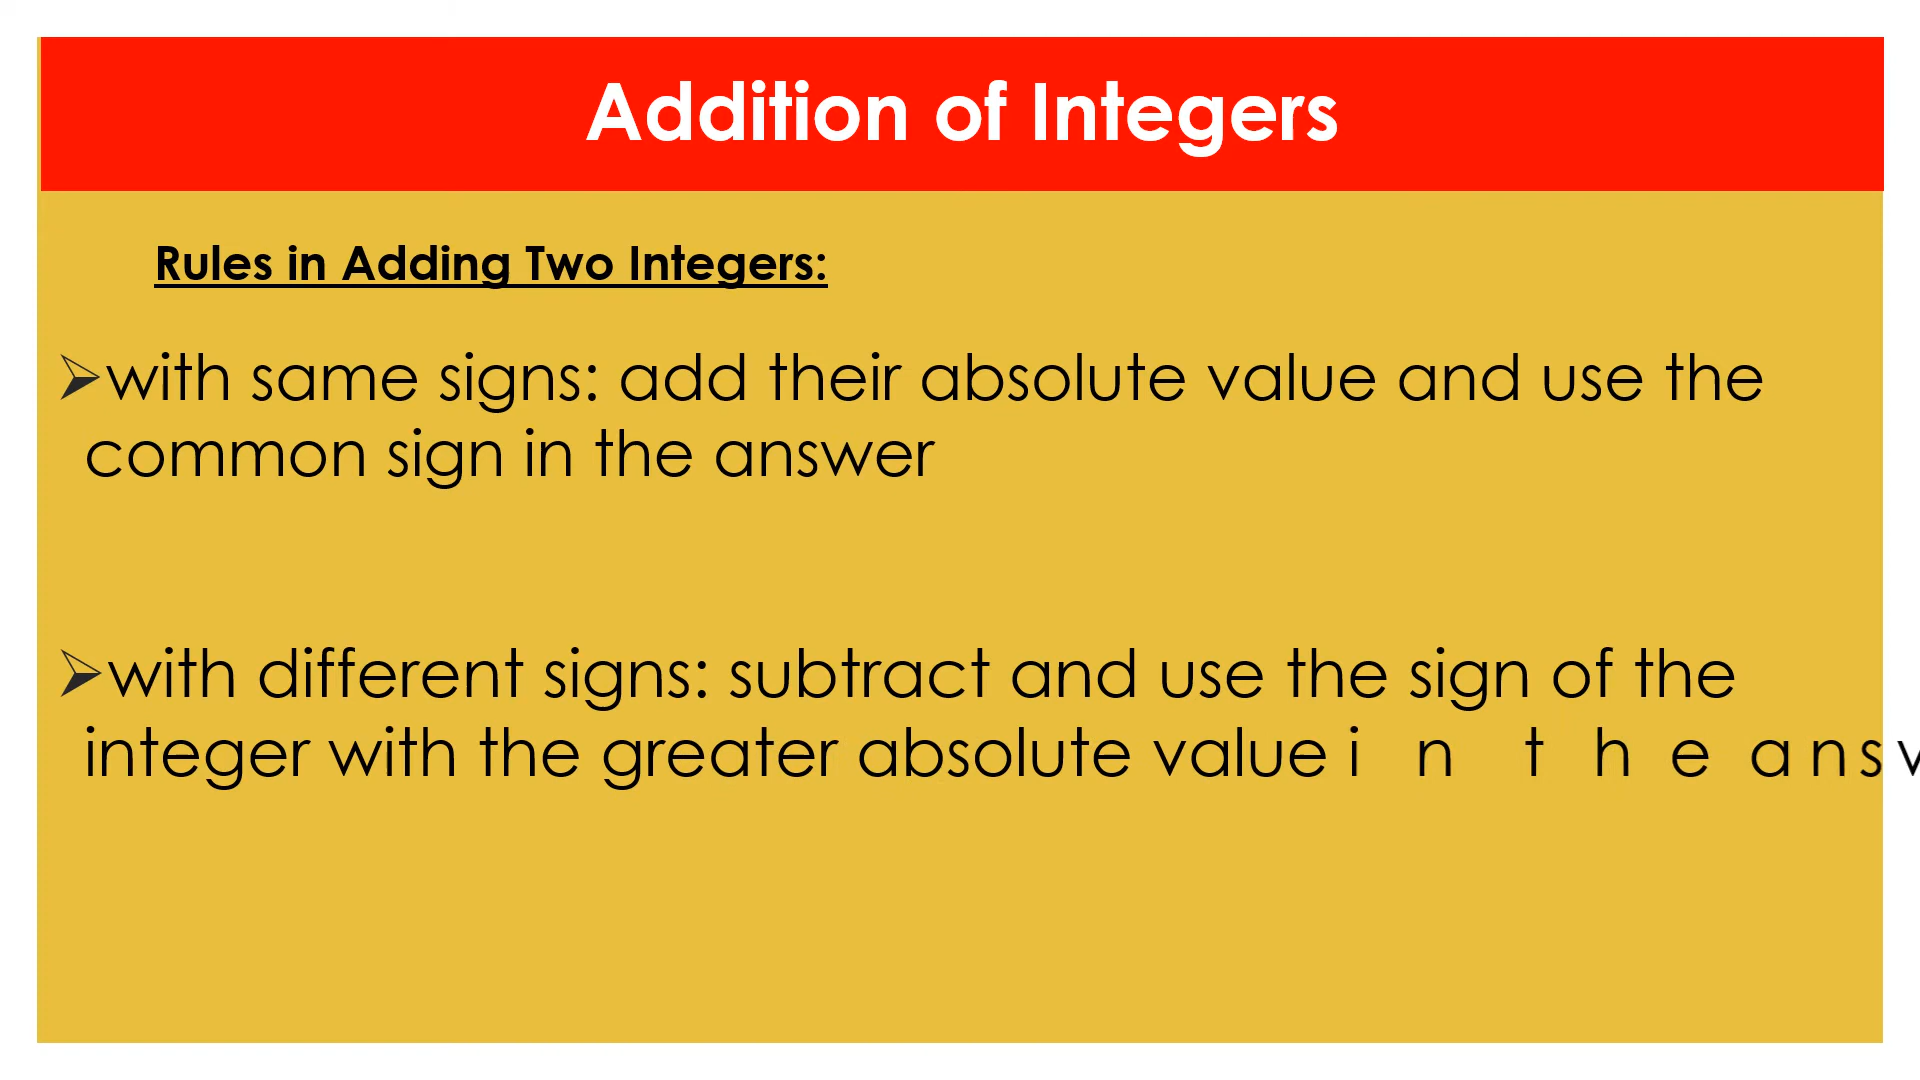 Addition of Integers
Rules in Adding Two Integers:
➢with same signs: add their absolute value and use the
common sign in the answer
➢with different signs: subtract and use the sign of the
integer with the greater absolute value in the